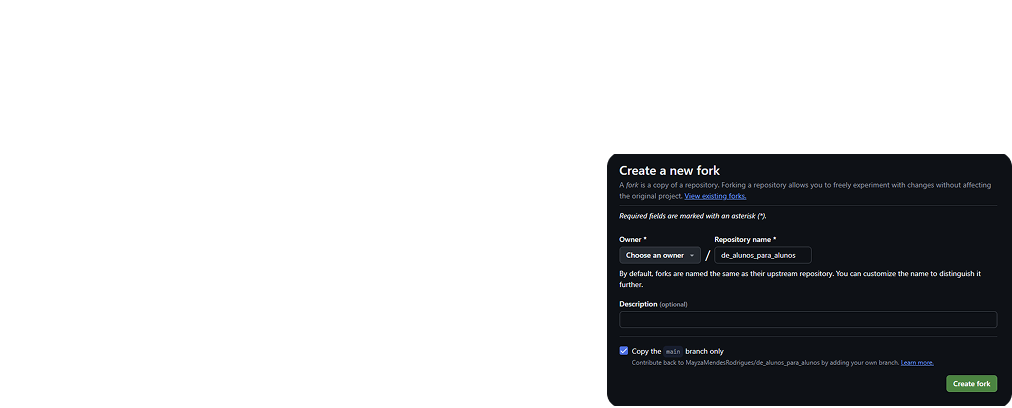 Create a new fork
A fork is a copy of a repository. Forking a repository allows you to freely experiment with changes without affecting
the original project. View existing forks.
Required fields are marked with an asterisk (*).
Owner * Repository name *
Choose an owner / de_alunos_para_alunos
By default, forks are named the same as their upstream repository. You can customize the name to distinguish it
further.
Description (optional)
Copy the main branch only
Contribute back to MayzaMendesRodrigues/de_alunos_para_alunos by adding your own branch. Learn more.
Create fork